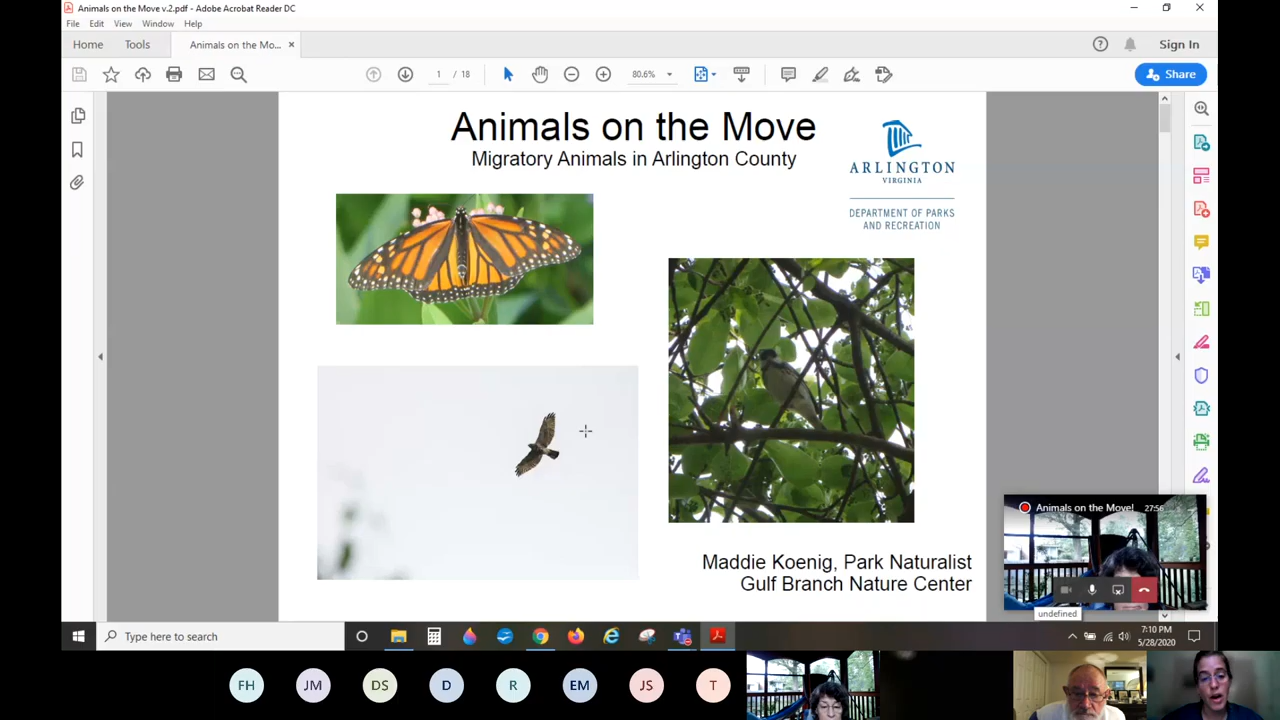 Animals on the Move v.2.pdf - Adobe Acrobat Reader DC
File Edit View Window Help
Home Tools Animals on the Mo... × Sign In
1 / 18 80.6% Share
Animals on the Move
Migratory Animals in Arlington County
ARLINGTON
VIRGINIA
DEPARTMENT OF PARKS
AND RECREATION
Maddie Koenig, Park Naturalist
Gulf Branch Nature Center
Animals on the Move! 27:56
undefined
Type here to search
7:10 PM
5/28/2020
FH JM DS D R EM JS T